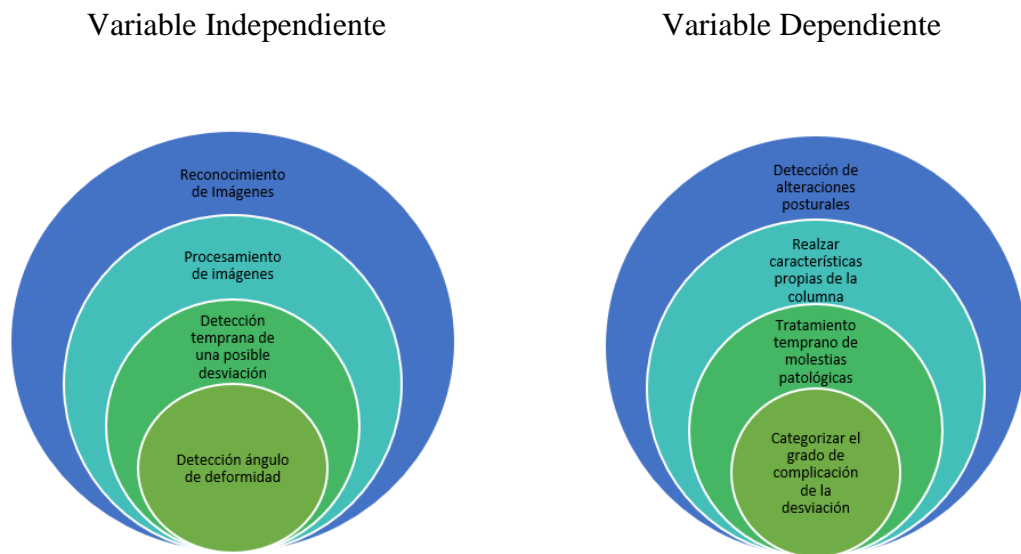 Variable Independiente
Reconocimiento
de Imágenes
Procesamiento
de imágenes
Detección
temprana de
una posible
desviación
Detección ángulo
de deformidad
Variable Dependiente
Detección de
alteraciones
posturales
Realzar
características
propias de la
columna
Tratamiento
temprano de
molestias
patológicas
Categorizar el
grado de
complicación
de la
desviación